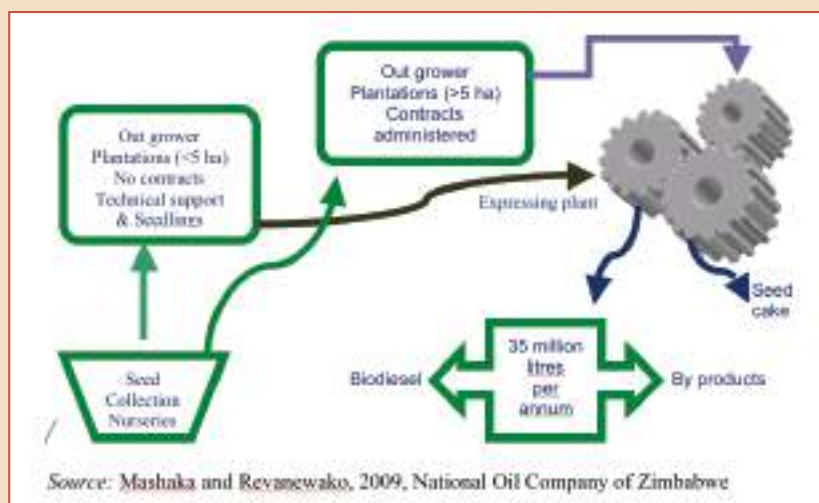 Out grower
Plantations (>5 ha)
Contracts
administered
Out grower
Plantations (<5 ha)
No contracts
Technical support
& Seedlings
Expressing plant
Seed
cake
Seed
Collection
Nurseries
Biodiesel
35 million
litres
per
annum
By products
/
Source: Mashaka and Revanewako, 2009, National Oil Company of Zimbabwe